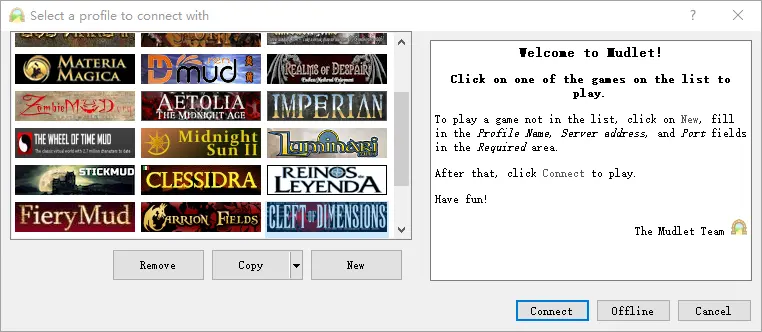 Select a profile to connect with
?
Welcome to Mudlet!
Click on one of the games on the list to
play.
To play a game not in the list, click on New, fill
in the Profile Name, Server address, and Port fields
in the Required area.
After that, click Connect to play.
Have fun!
The Mudlet Team
MATERIA
MAGICA
mud
REALMS OF DESPAIR
ZombieMUD.org
AETOLIA
THE MIDNIGHT AGE
IMPERIAN
THE WHEEL OF TIME MUD
Midnight
Sun II
Luminari
STICKMUD
CLESSIDRA
REINOS DE
LEYENDA
FIERYMUD
CARRION FIELDS
CLEFT OF DIMENSIONS
Remove
Copy
New
Connect
Offline
Cancel